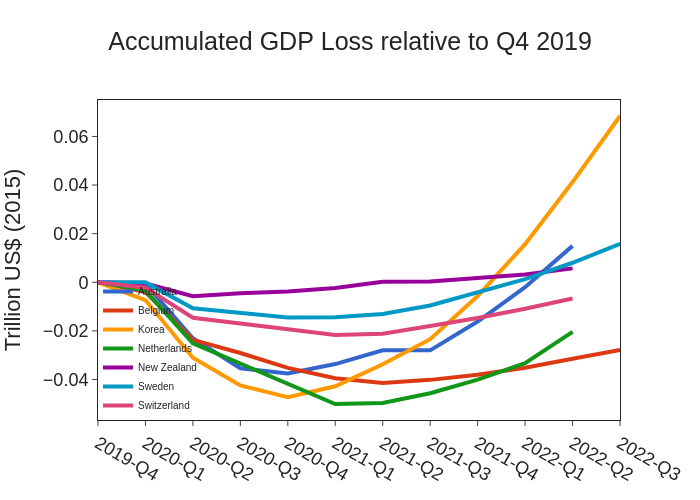 Accumulated GDP Loss relative to Q4 2019
Trillion US$ (2015)
0.06
0.04
0.02
0
−0.02
−0.04
Australia
Belgium
Korea
Netherlands
New Zealand
Sweden
Switzerland
2019-Q4
2020-Q1
2020-Q2
2020-Q3
2020-Q4
2021-Q1
2021-Q2
2021-Q3
2021-Q4
2022-Q1
2022-Q2
2022-Q3